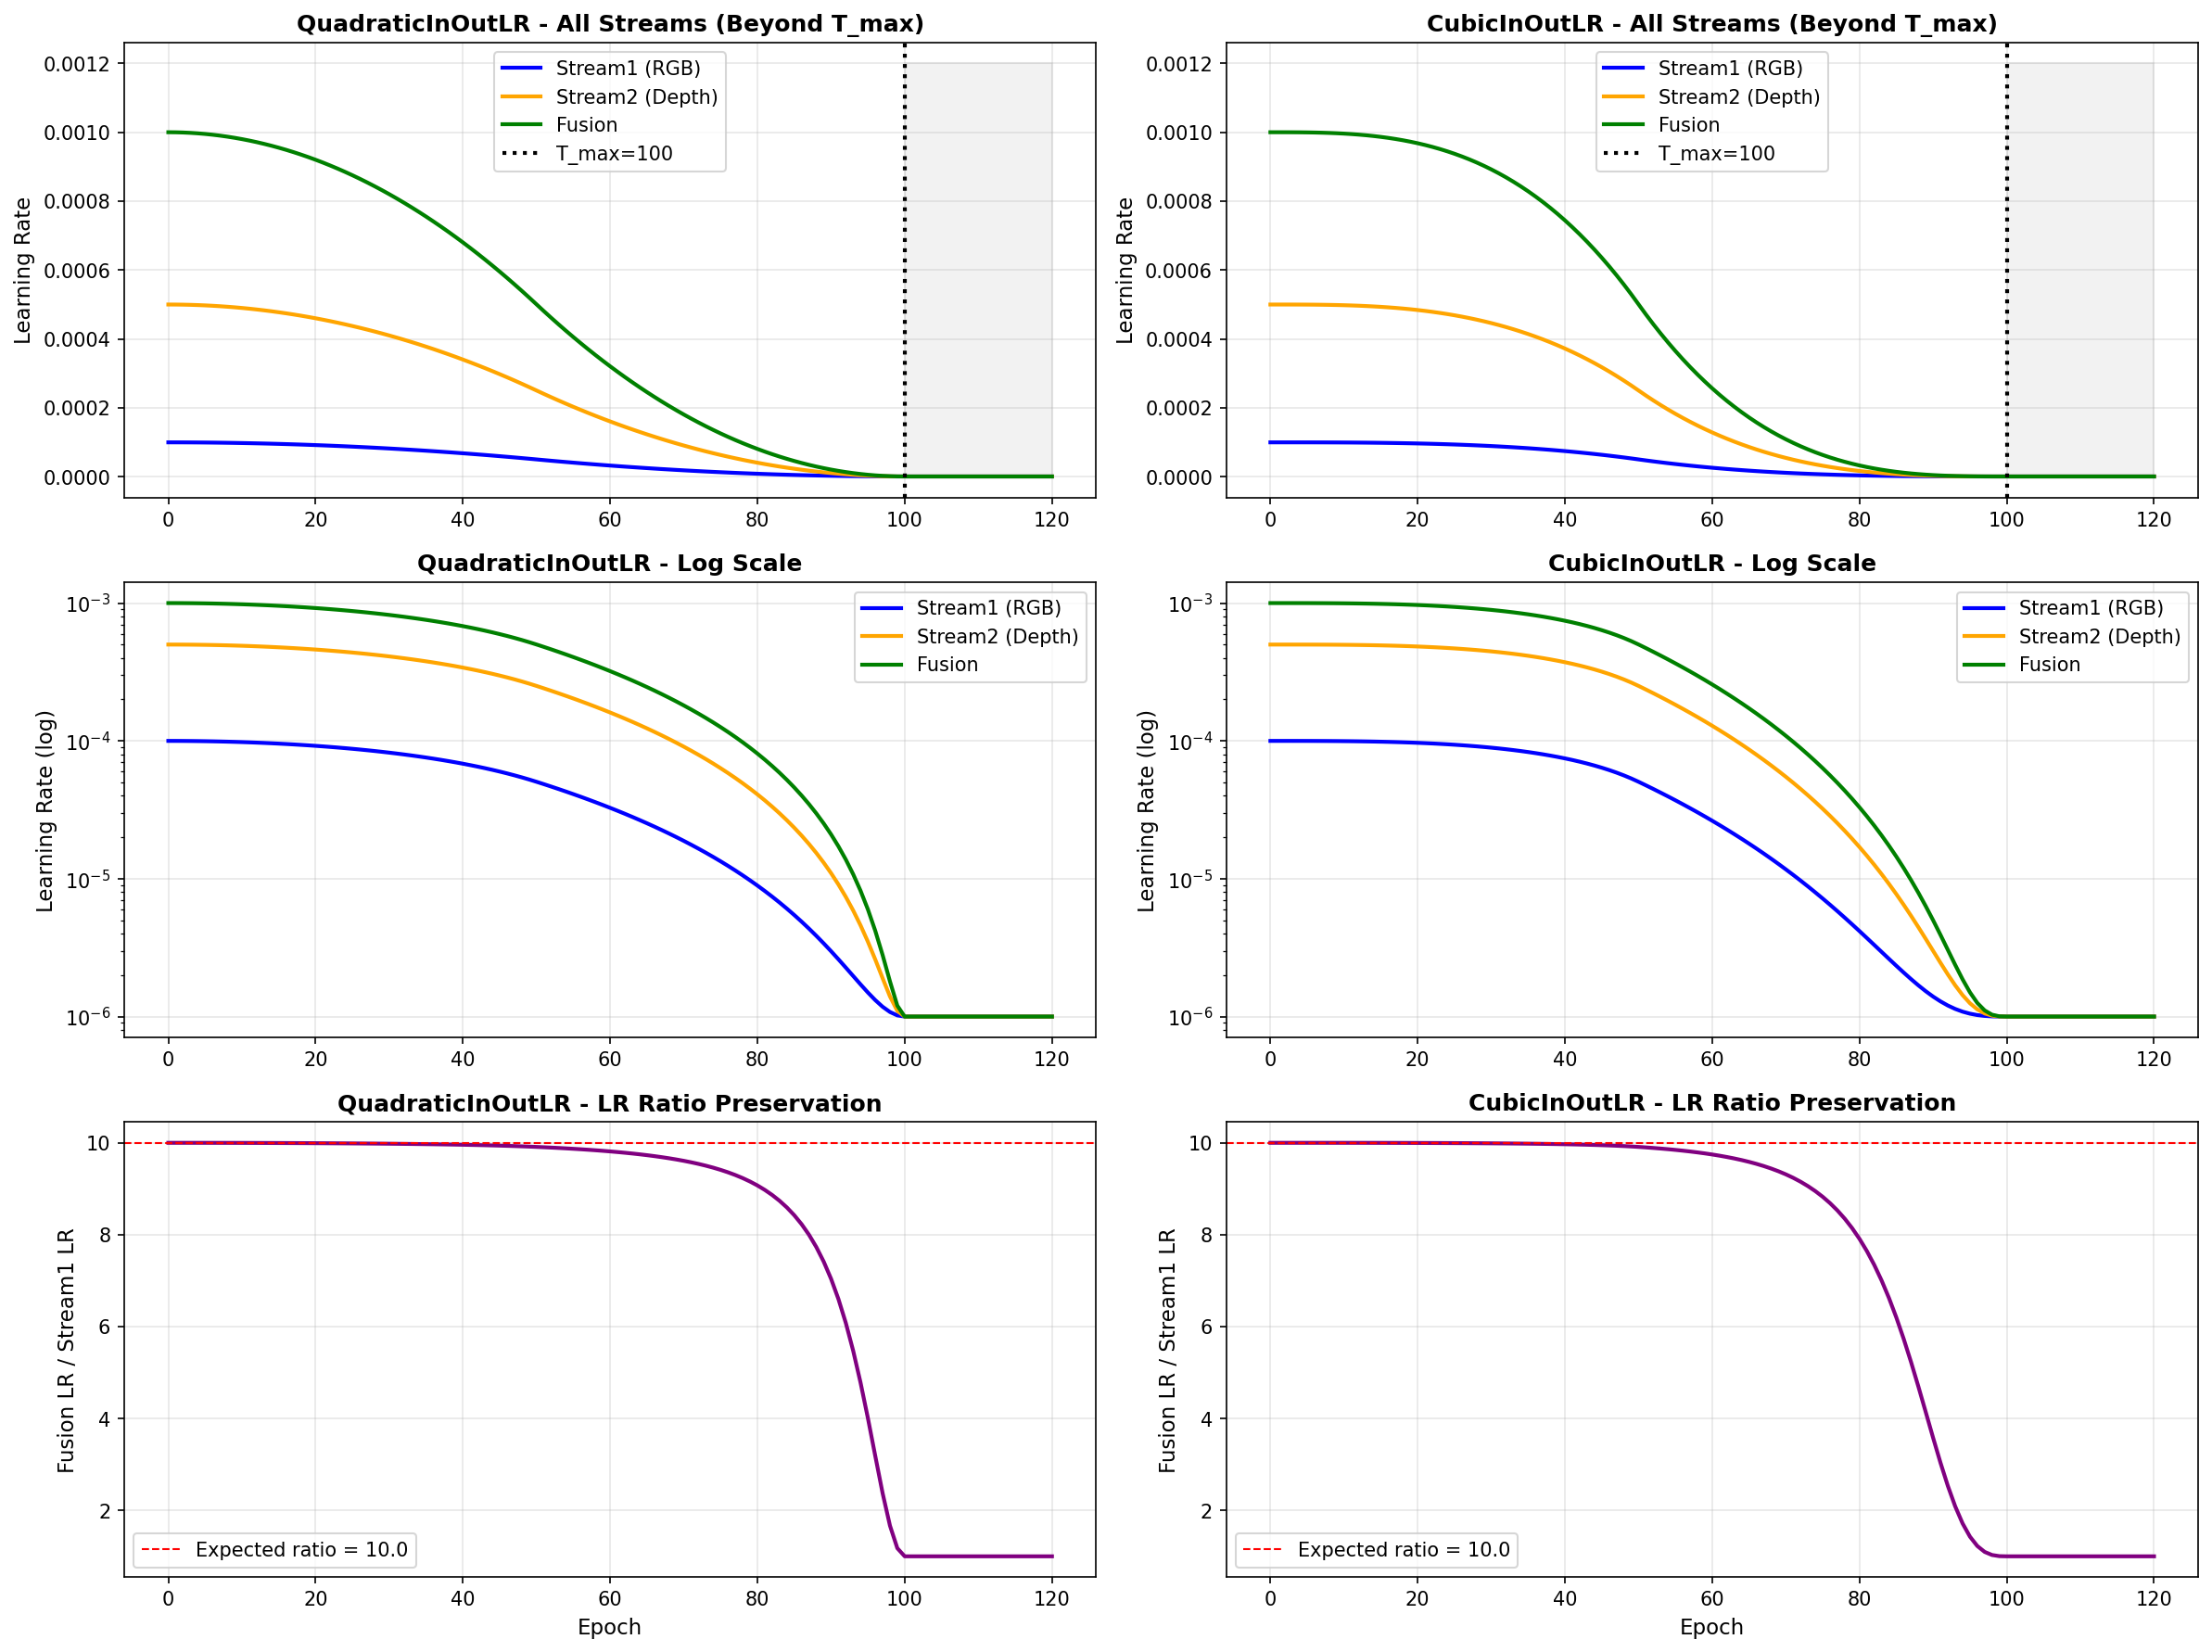 QuadraticInOutLR - All Streams (Beyond T_max)
Learning Rate
0.0012
0.0010
0.0008
0.0006
0.0004
0.0002
0.0000
Stream1 (RGB)
Stream2 (Depth)
Fusion
T_max=100
0 20 40 60 80 100 120
CubicInOutLR - All Streams (Beyond T_max)
Learning Rate
0.0012
0.0010
0.0008
0.0006
0.0004
0.0002
0.0000
Stream1 (RGB)
Stream2 (Depth)
Fusion
T_max=100
0 20 40 60 80 100 120
QuadraticInOutLR - Log Scale
Learning Rate (log)
10⁻³
10⁻⁴
10⁻⁵
10⁻⁶
Stream1 (RGB)
Stream2 (Depth)
Fusion
0 20 40 60 80 100 120
CubicInOutLR - Log Scale
Learning Rate (log)
10⁻³
10⁻⁴
10⁻⁵
10⁻⁶
Stream1 (RGB)
Stream2 (Depth)
Fusion
0 20 40 60 80 100 120
QuadraticInOutLR - LR Ratio Preservation
Fusion LR / Stream1 LR
10
8
6
4
2
Expected ratio = 10.0
0 20 40 60 80 100 120
Epoch
CubicInOutLR - LR Ratio Preservation
Fusion LR / Stream1 LR
10
8
6
4
2
Expected ratio = 10.0
0 20 40 60 80 100 120
Epoch